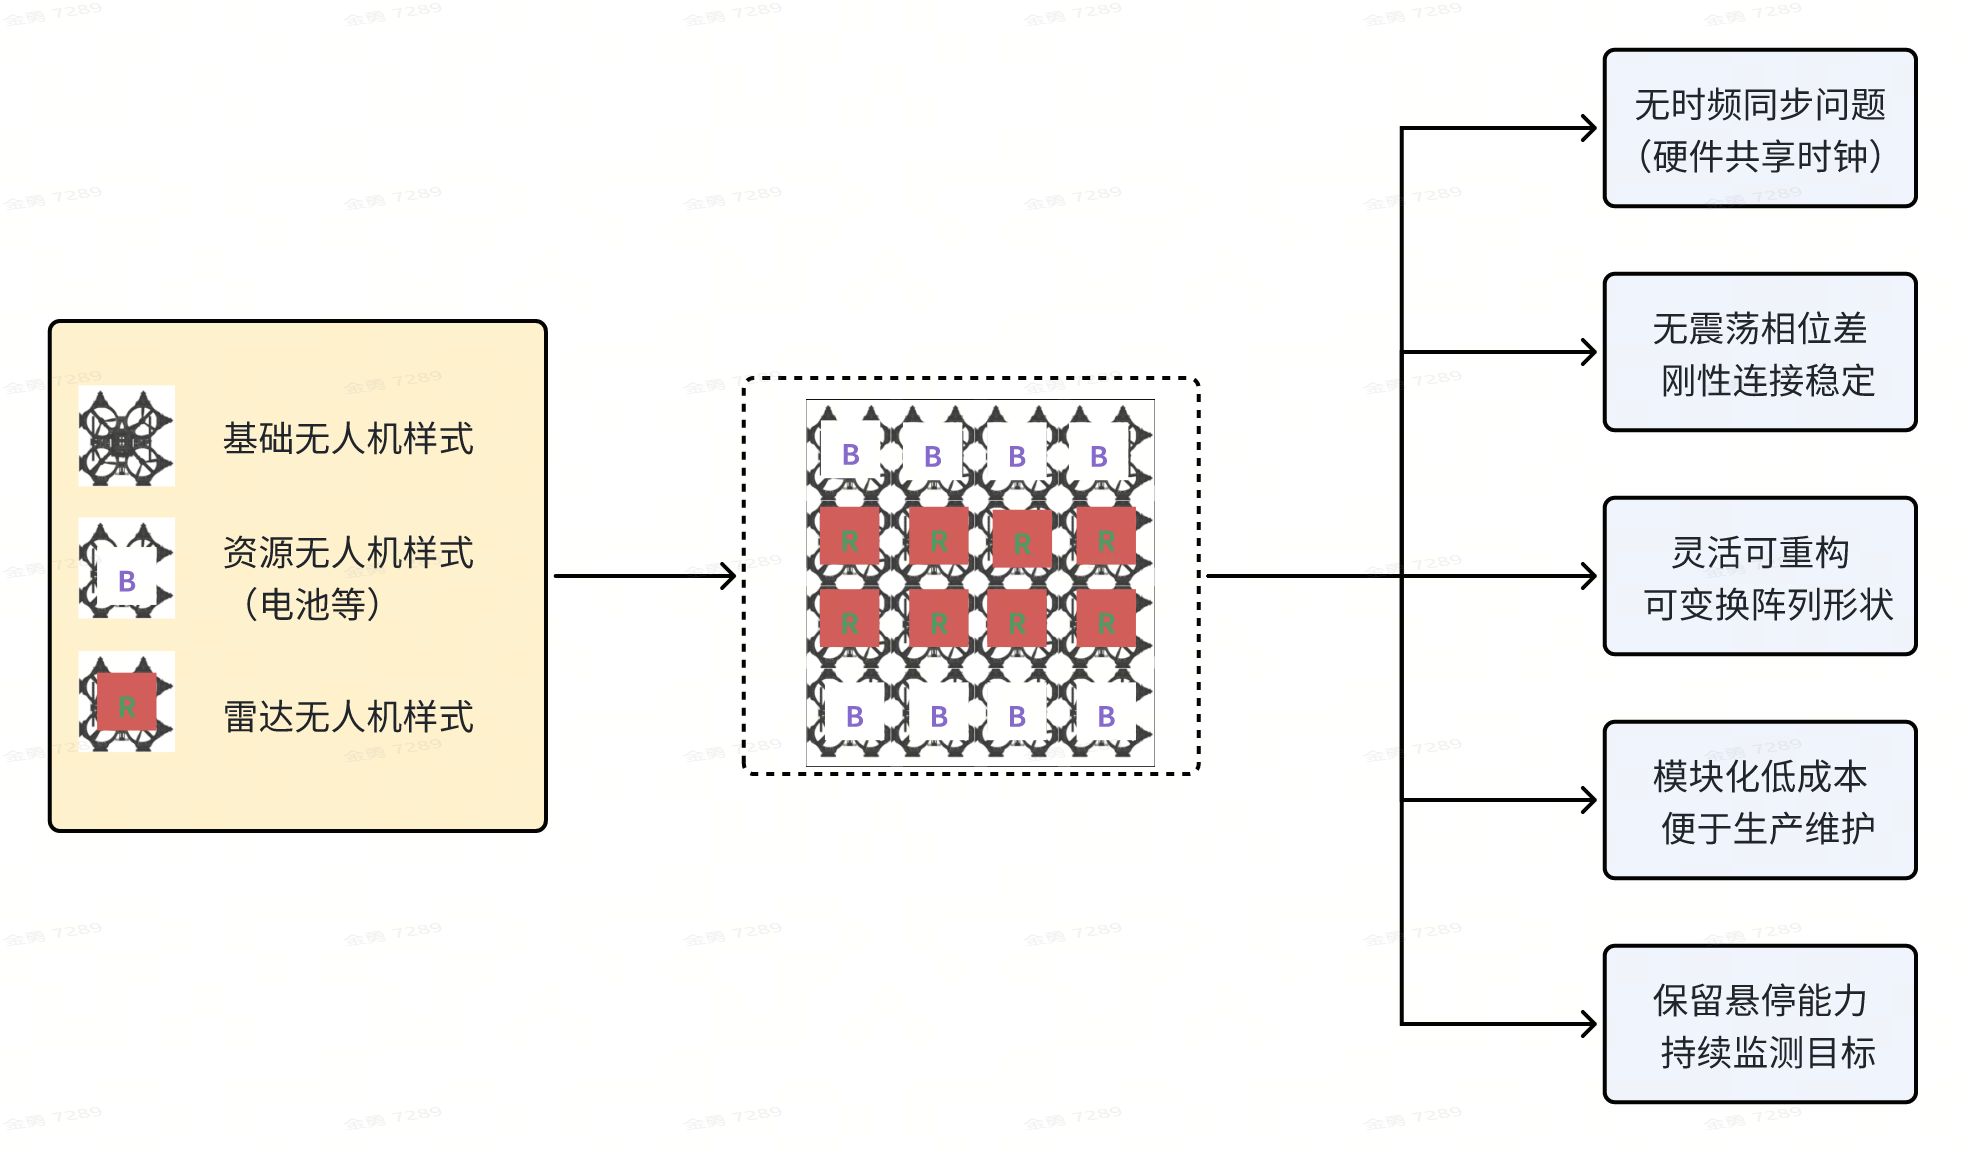 基础无人机样式
B
资源无人机样式
（电池等）
R
雷达无人机样式
B B B B
R R R R
R R R R
B B B B
无时频同步问题
（硬件共享时钟）
无震荡相位差
刚性连接稳定
灵活可重构
可变换阵列形状
模块化低成本
便于生产维护
保留悬停能力
持续监测目标
金勇 7289